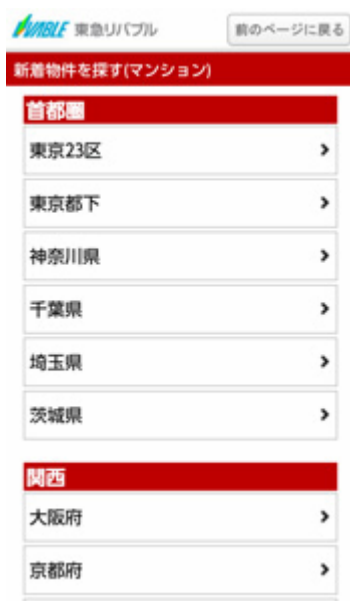 LIVABLE 東急リバブル
前のページに戻る
新着物件を探す(マンション)
首都圏
東京23区
東京都下
神奈川県
千葉県
埼玉県
茨城県
関西
大阪府
京都府